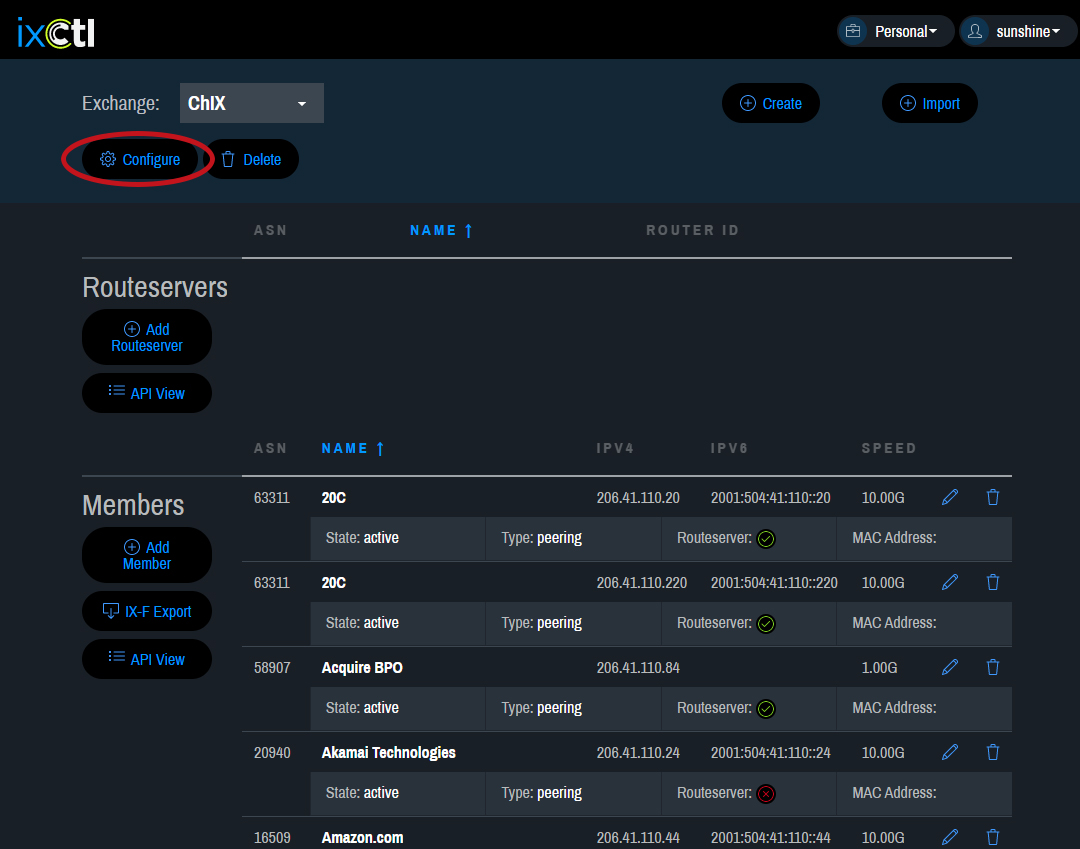 ixctl Personal sunshine
Exchange: ChIX Create Import
Configure Delete
ASN NAME ↑ ROUTER ID
Routeservers
Add
Routeserver
API View
ASN NAME ↑ IPV4 IPV6 SPEED
Members
Add
Member
IX-F Export
API View
63311 20C 206.41.110.20 2001:504:41:110::20 10.00G
State: active Type: peering Routeserver: MAC Address:
63311 20C 206.41.110.220 2001:504:41:110::220 10.00G
State: active Type: peering Routeserver: MAC Address:
58907 Acquire BPO 206.41.110.84 1.00G
State: active Type: peering Routeserver: MAC Address:
20940 Akamai Technologies 206.41.110.24 2001:504:41:110::24 10.00G
State: active Type: peering Routeserver: MAC Address:
16509 Amazon.com 206.41.110.44 2001:504:41:110::44 10.00G